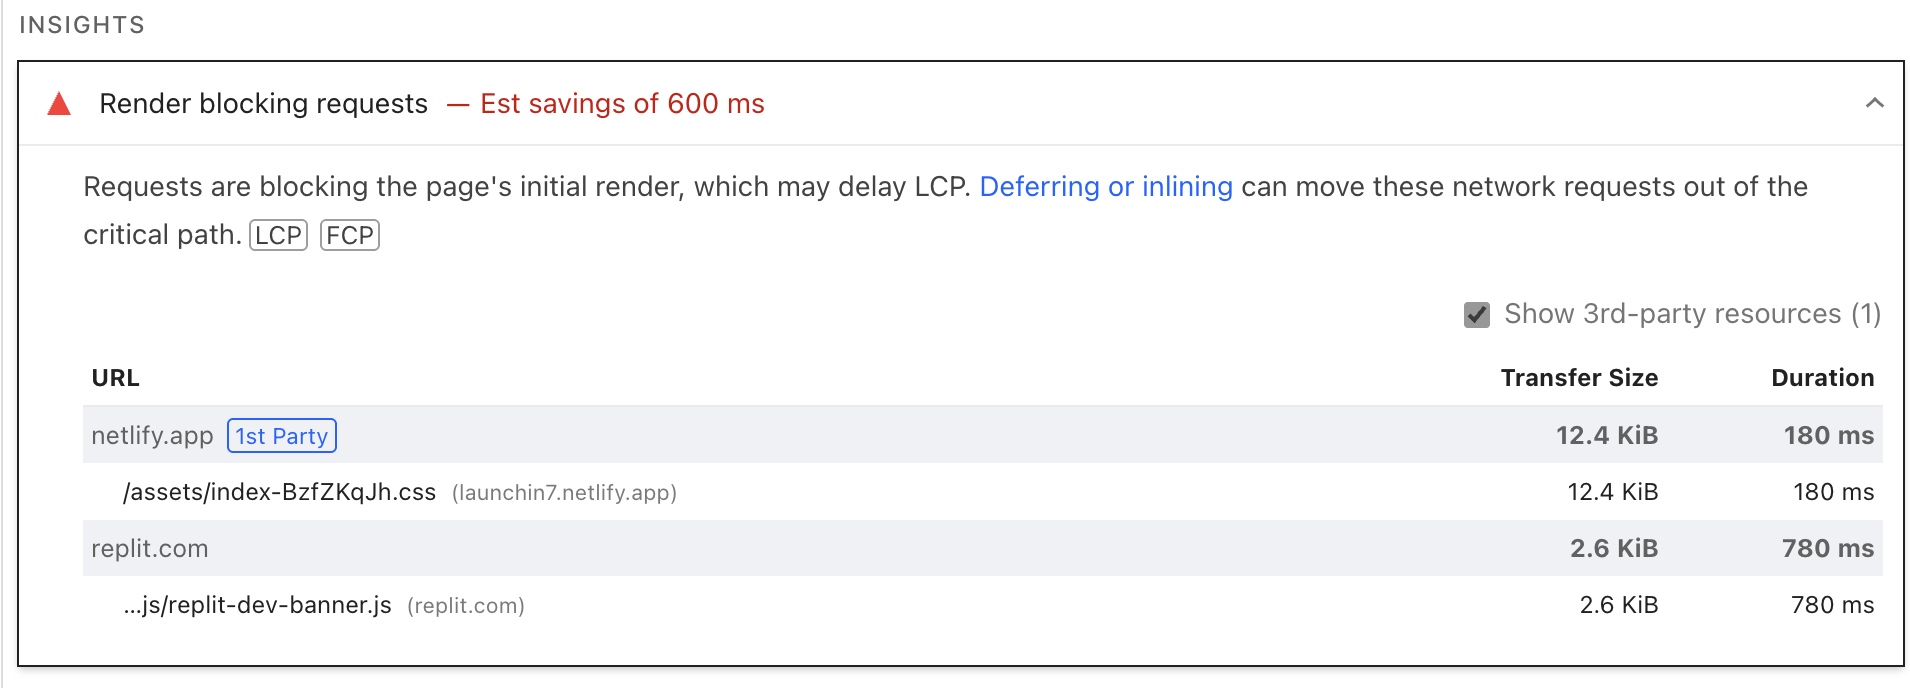 INSIGHTS
Render blocking requests — Est savings of 600 ms
Requests are blocking the page's initial render, which may delay LCP. Deferring or inlining can move these network requests out of the
critical path. LCP FCP
Show 3rd-party resources (1)
URL Transfer Size Duration
netlify.app 1st Party 12.4 KiB 180 ms
/assets/index-BzfZKqJh.css (launchin7.netlify.app) 12.4 KiB 180 ms
replit.com 2.6 KiB 780 ms
…js/replit-dev-banner.js (replit.com) 2.6 KiB 780 ms